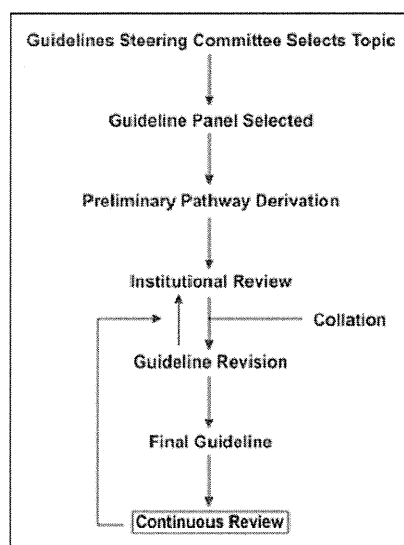 Guidelines Steering Committee Selects Topic
Guideline Panel Selected
Preliminary Pathway Derivation
Institutional Review
Collation
Guideline Revision
Final Guideline
Continuous Review